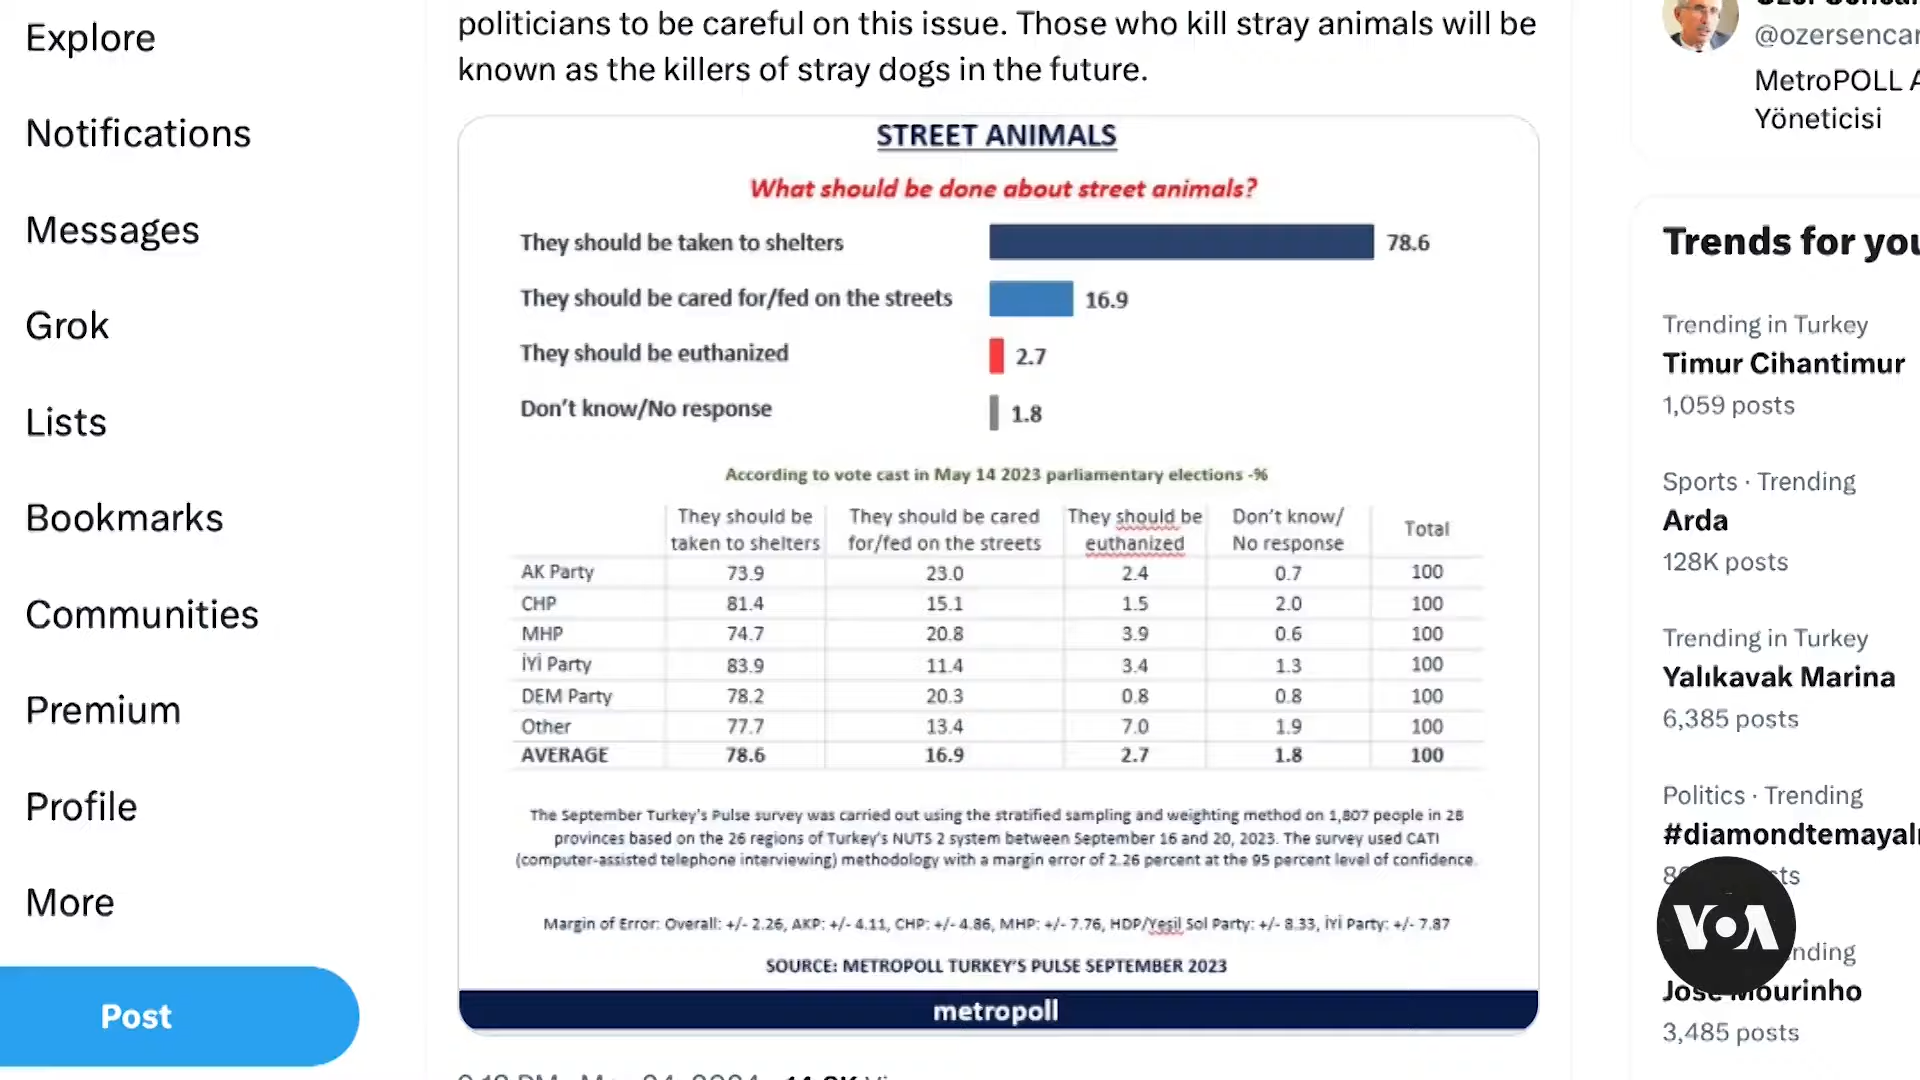 Explore
Notifications
Messages
Grok
Lists
Bookmarks
Communities
Premium
Profile
More
Post
politicians to be careful on this issue. Those who kill stray animals will be
known as the killers of stray dogs in the future.
STREET ANIMALS
What should be done about street animals?
They should be taken to shelters 78.6
They should be cared for/fed on the streets 16.9
They should be euthanized 2.7
Don't know/No response 1.8
According to vote cast in May 14 2023 parliamentary elections -%
They should be taken to shelters They should be cared for/fed on the streets They should be euthanized Don't know/ No response Total
AK Party 73.9 23.0 2.4 0.7 100
CHP 81.4 15.1 1.5 2.0 100
MHP 74.7 20.8 3.9 0.6 100
İYİ Party 83.9 11.4 3.4 1.3 100
DEM Party 78.2 20.3 0.8 0.8 100
Other 77.7 13.4 7.0 1.9 100
AVERAGE 78.6 16.9 2.7 1.8 100
The September Turkey's Pulse survey was carried out using the stratified sampling and weighting method on 1,807 people in 28
provinces based on the 26 regions of Turkey's NUTS 2 system between September 16 and 20, 2023. The survey used CATI
(computer-assisted telephone interviewing) methodology with a margin error of 2.26 percent at the 95 percent level of confidence.
Margin of Error: Overall: +/- 2.26, AKP: +/- 4.11, CHP: +/- 4.86, MHP: +/- 7.76, HDP/Yeşil Sol Party: +/- 8.33, İYİ Party: +/- 7.87
SOURCE: METROPOLL TURKEY'S PULSE SEPTEMBER 2023
metropoll
@ozersencar
MetroPOLL A
Yöneticisi
Trends for you
Trending in Turkey
Timur Cihantimur
1,059 posts
Sports · Trending
Arda
128K posts
Trending in Turkey
Yalıkavak Marina
6,385 posts
Politics · Trending
#diamondtemayal
VOA
Jose Mourinho
3,485 posts